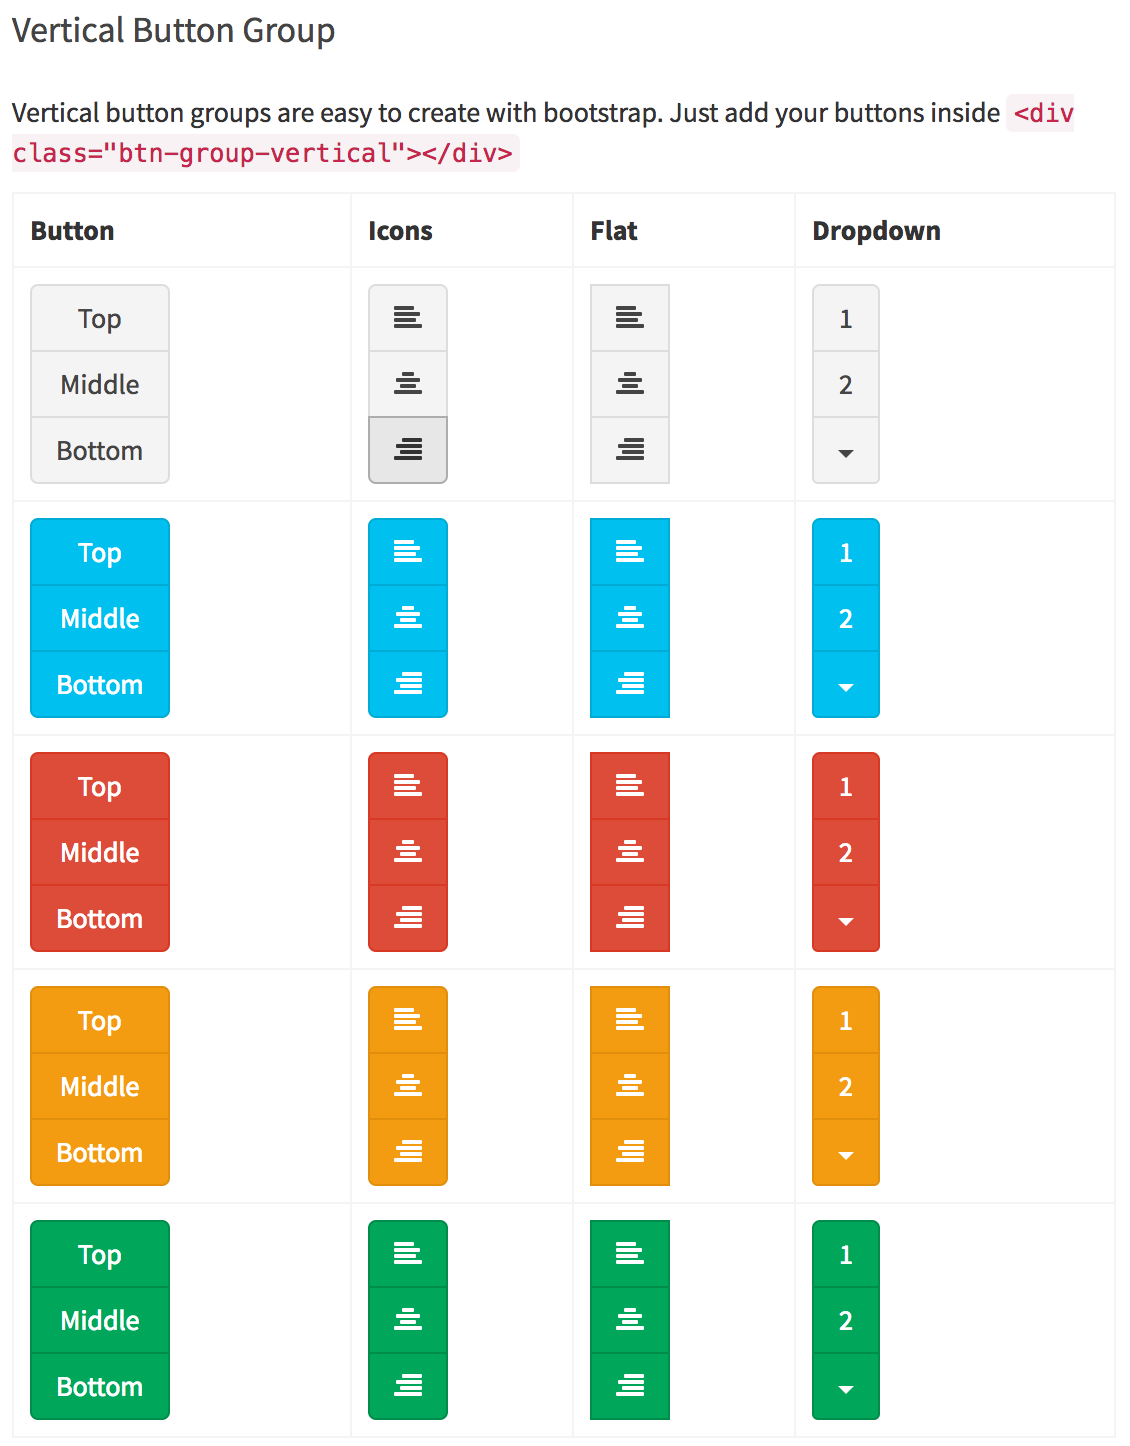 Vertical Button Group
Vertical button groups are easy to create with bootstrap. Just add your buttons inside <div
class="btn-group-vertical"></div>
Button Icons Flat Dropdown
Top 1
Middle 2
Bottom
Top 1
Middle 2
Bottom
Top 1
Middle 2
Bottom
Top 1
Middle 2
Bottom
Top 1
Middle 2
Bottom